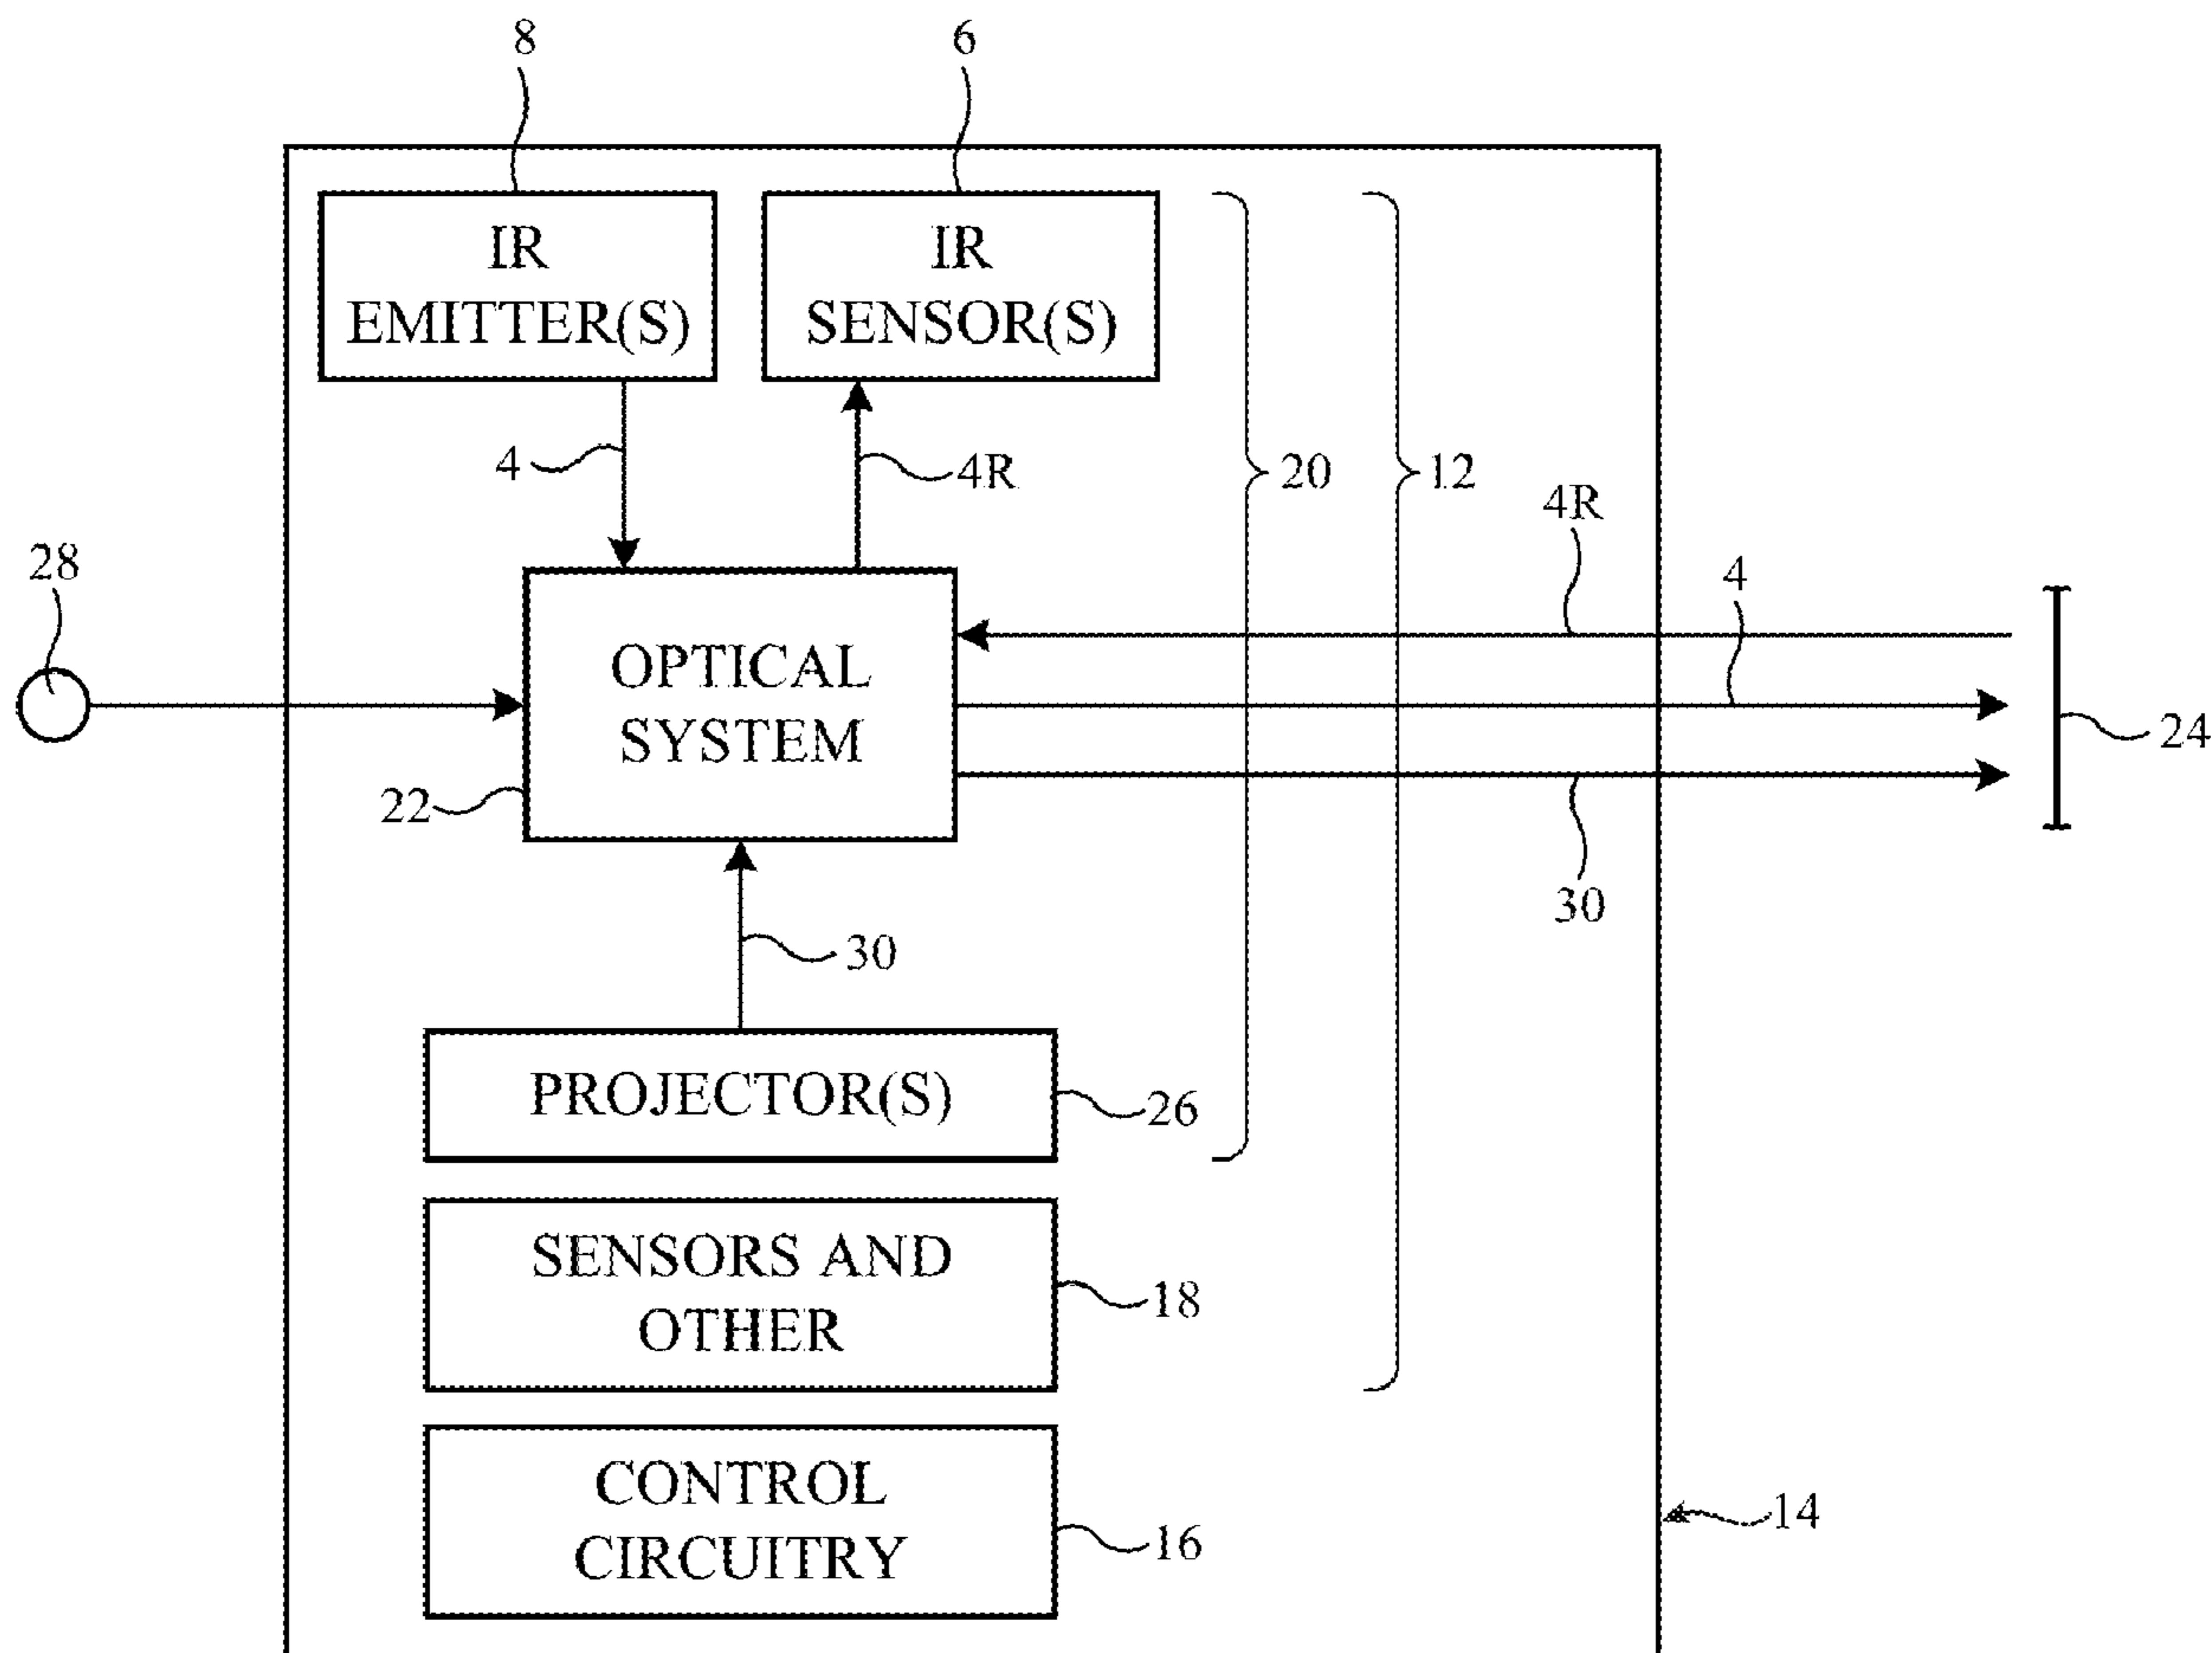 8
6
IR
EMITTER(S)
IR
SENSOR(S)
4
4R
20
12
4R
4
28
OPTICAL
SYSTEM
24
22
30
30
PROJECTOR(S)
26
SENSORS AND
OTHER
18
CONTROL
CIRCUITRY
16
14